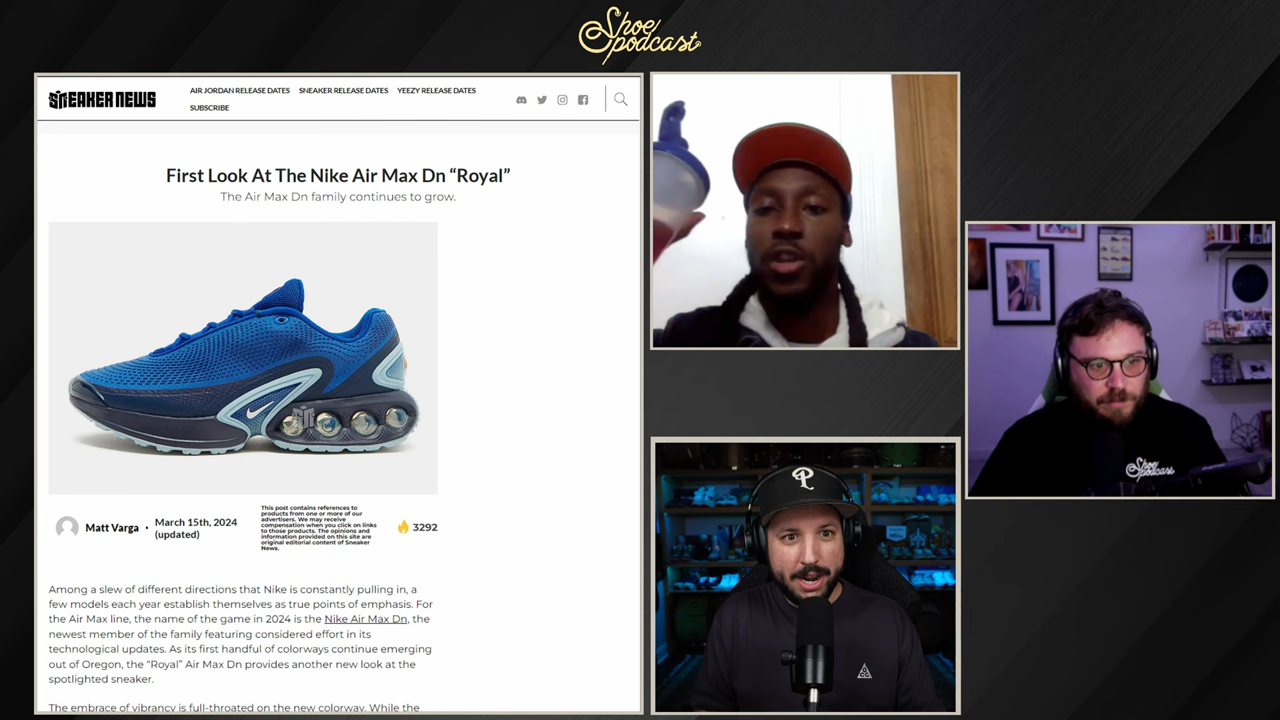 Shoe
podcast
SNEAKER NEWS
AIR JORDAN RELEASE DATES SNEAKER RELEASE DATES YEEZY RELEASE DATES
SUBSCRIBE
First Look At The Nike Air Max Dn “Royal”
The Air Max Dn family continues to grow.
Matt Varga • March 15th, 2024
(updated)
This post contains references to
products from one or more of our
advertisers. We may receive
compensation when you click on links
to those products. The opinions and
information provided on this site are
original editorial content of Sneaker
News.
3292
Among a slew of different directions that Nike is constantly pulling in, a
few models each year establish themselves as true points of emphasis. For
the Air Max line, the name of the game in 2024 is the Nike Air Max Dn, the
newest member of the family featuring considered effort in its
technological updates. As its first handful of colorways continue emerging
out of Oregon, the “Royal” Air Max Dn provides another new look at the
spotlighted sneaker.
The embrace of vibrancy is full-throated on the new colorway. While the
Shoe
podcast